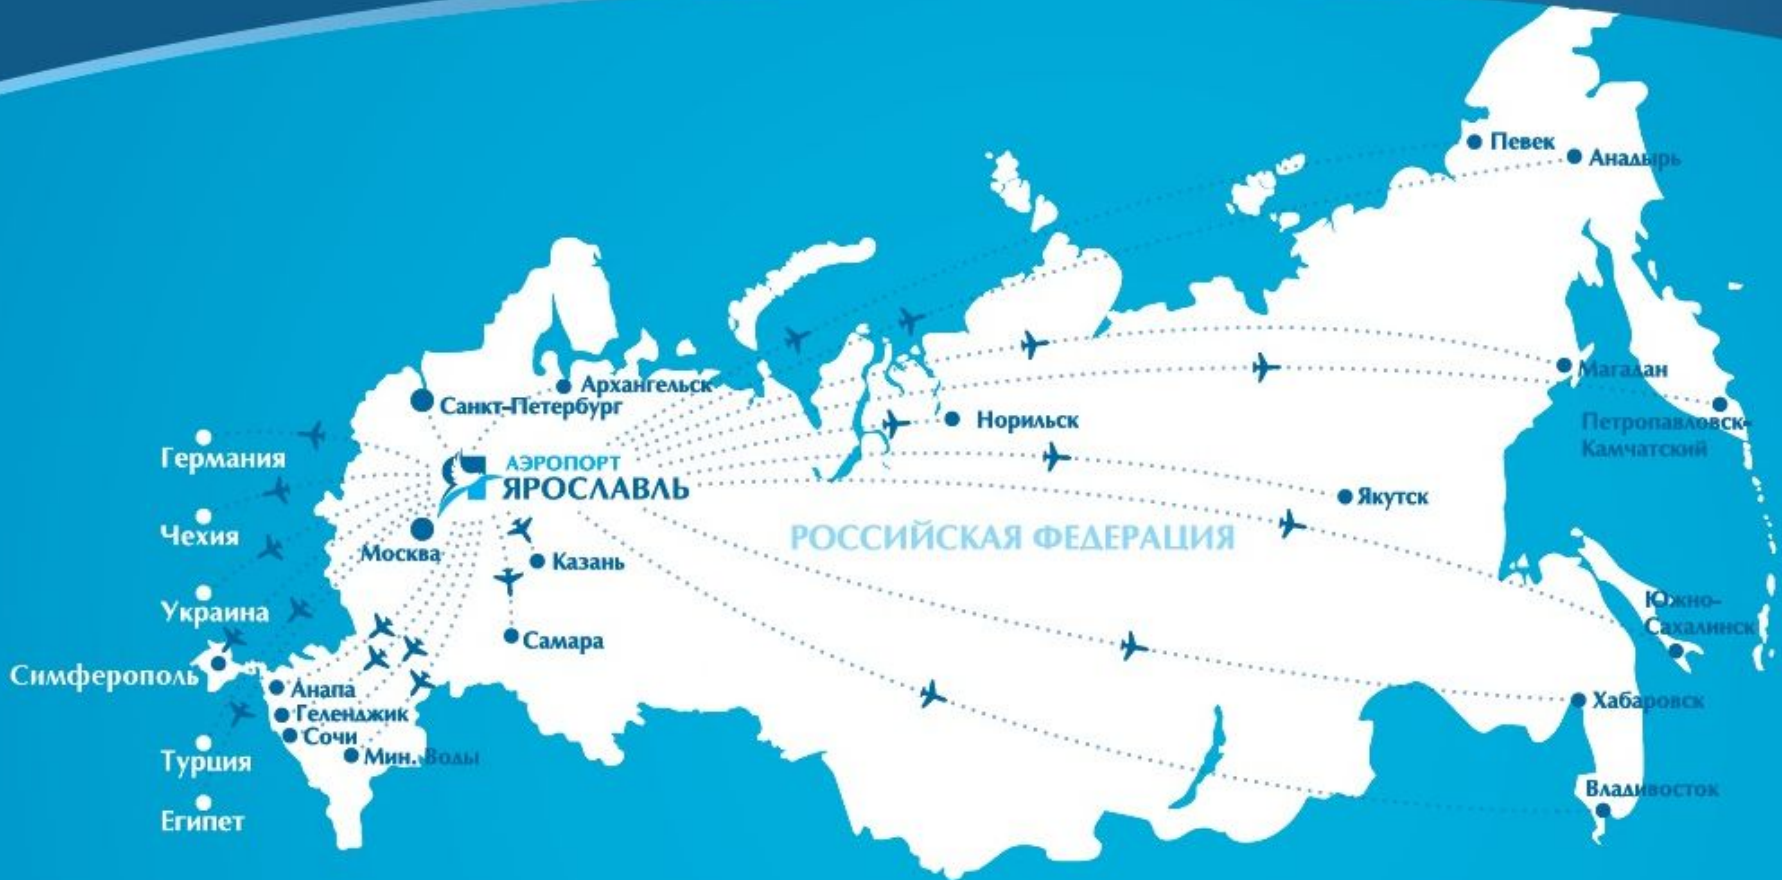 Певек
Анадырь
Архангельск
Санкт-Петербург
Магадан
Норильск
Петропавловск-
Камчатский
Германия
АЭРОПОРТ
ЯРОСЛАВЛЬ
Якутск
Чехия
РОССИЙСКАЯ ФЕДЕРАЦИЯ
Москва
Казань
Украина
Южно-
Сахалинск
Самара
Симферополь
Анапа
Геленджик
Хабаровск
Сочи
Мин. Воды
Турция
Владивосток
Египет